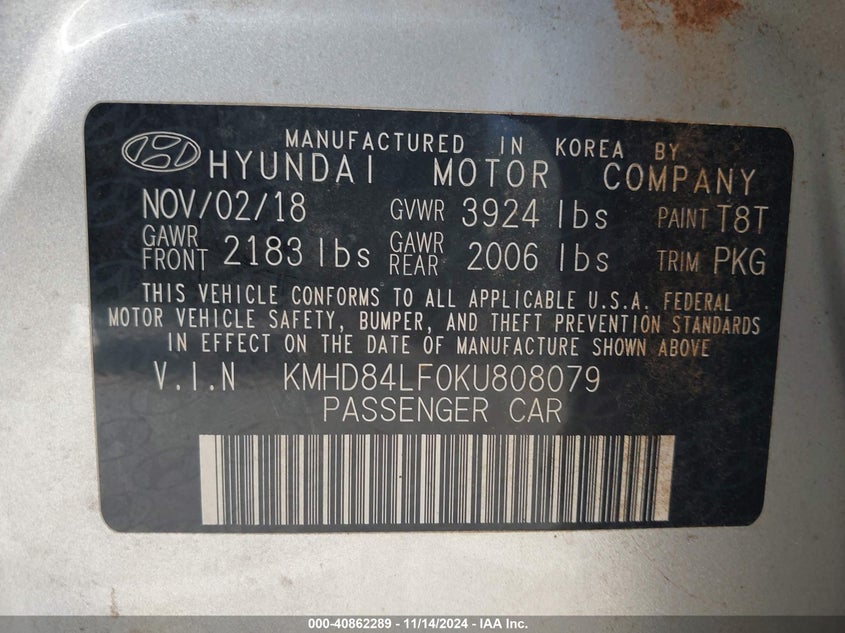 MANUFACTURED IN KOREA BY
HYUNDAI MOTOR COMPANY
NOV/02/18 GVWR 3924 lbs PAINT T8T
GAWR FRONT 2183 lbs GAWR REAR 2006 lbs TRIM PKG
THIS VEHICLE CONFORMS TO ALL APPLICABLE U.S.A. FEDERAL
MOTOR VEHICLE SAFETY, BUMPER, AND THEFT PREVENTION STANDARDS
IN EFFECT ON THE DATE OF MANUFACTURE SHOWN ABOVE
V.I.N KMHD84LF0KU808079
PASSENGER CAR
000-40862289 - 11/14/2024 - IAA Inc.